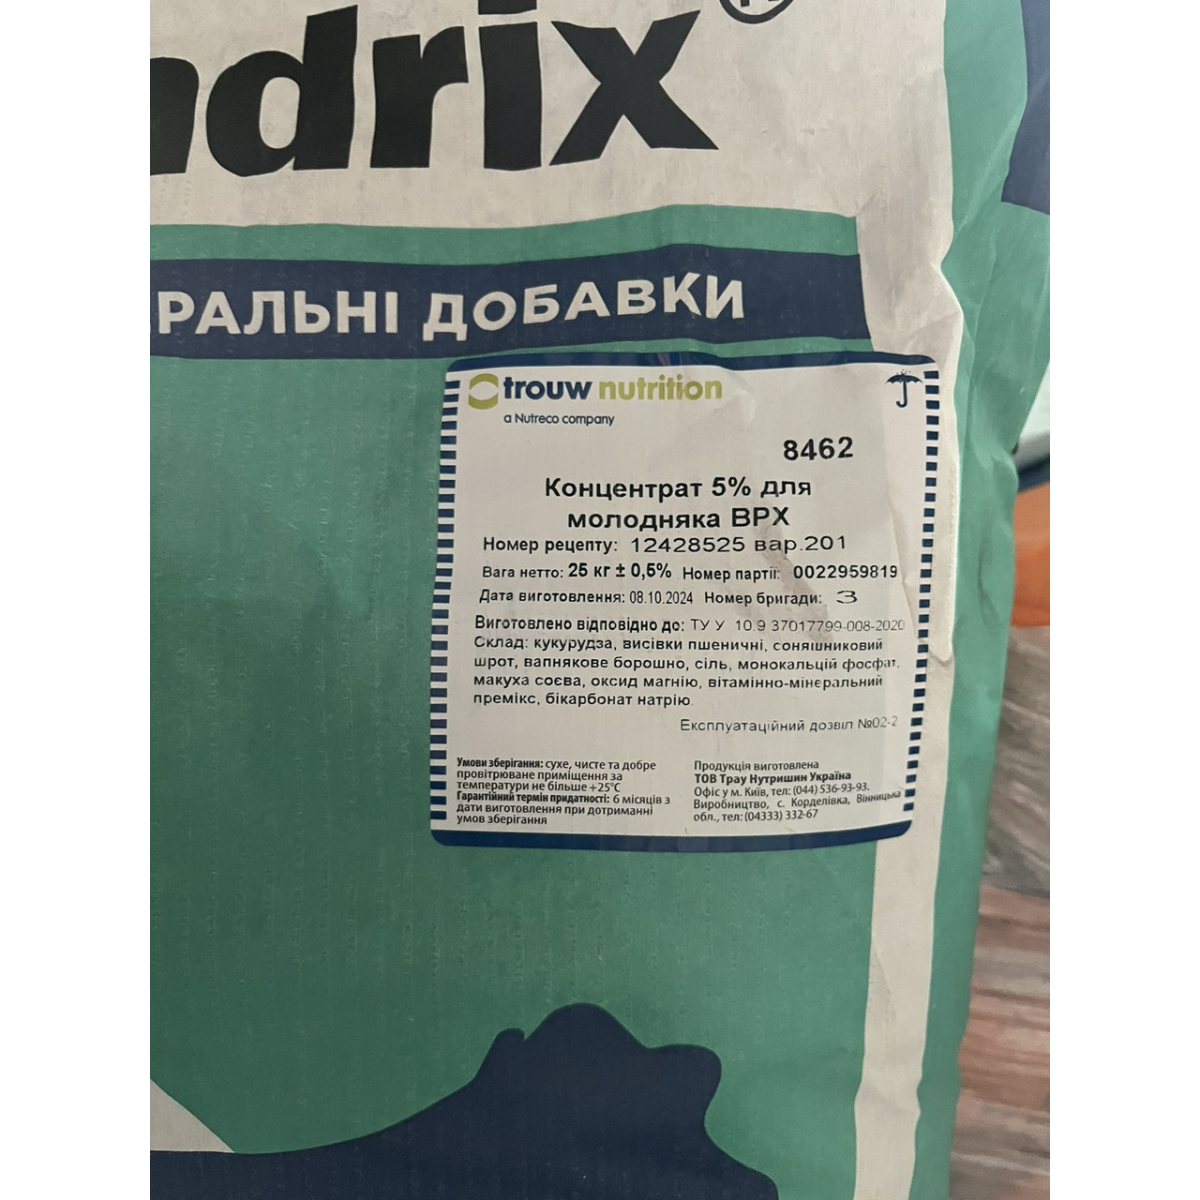 ndrix®
РАЛЬНІ ДОБАВКИ
trouw nutrition
a Nutreco company
8462
Концентрат 5% для
молодняка ВРХ
Номер рецепту: 12428525 вар.201
Вага нетто: 25 кг ± 0,5% Номер партії: 0022959819
Дата виготовлення: 08.10.2024 Номер бригади: 3
Виготовлено відповідно до: ТУ У 10.9 37017799-008-2020
Склад: кукурудза, висівки пшеничні, соняшниковий
шрот, вапнякове борошно, сіль, монокальцій фосфат,
макуха соєва, оксид магнію, вітамінно-мінеральний
премікс, бікарбонат натрію.
Експлуатаційний дозвіл №02-2
Умови зберігання: сухе, чисте та добре
провітрюване приміщення за
температури не більше +25°С
Гарантійний термін придатності: 6 місяців з
дати виготовлення при дотриманні
умов зберігання
Продукція виготовлена
ТОВ Трау Нутришин Україна
Офіс у м. Київ, тел: (044) 536-93-93.
Виробництво, с. Корделівка, Вінницька
обл., тел: (04333) 332-67